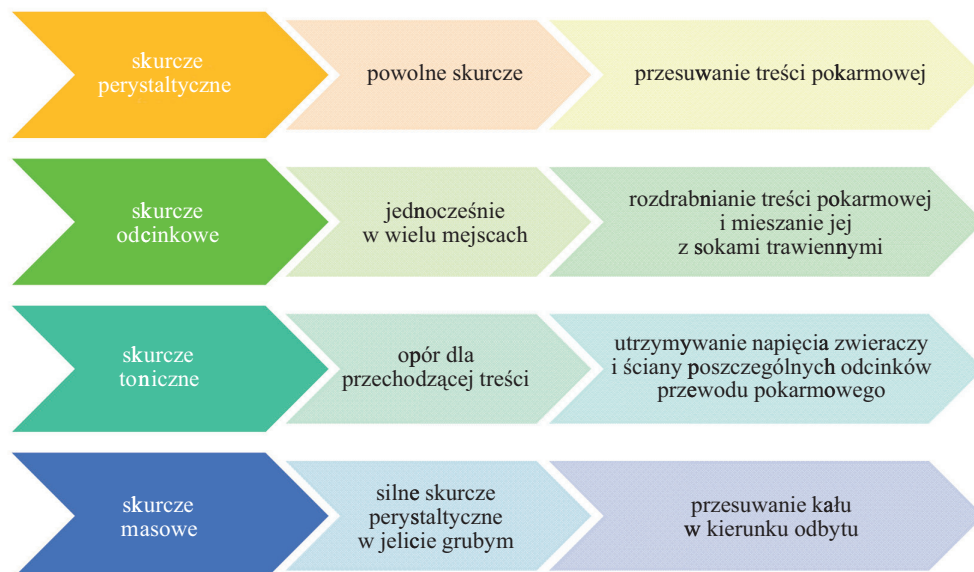 skurcze
perystaltyczne
powolne skurcze
przesuwanie treści pokarmowej
skurcze
odcinkowe
jednocześnie
w wielu mejscach
rozdrabnianie treści pokarmowej
i mieszanie jej
z sokami trawiennymi
skurcze
toniczne
opór dla
przechodzącej treści
utrzymywanie napięcia zwieraczy
i ściany poszczególnych odcinków
przewodu pokarmowego
skurcze
masowe
silne skurcze
perystaltyczne
w jelicie grubym
przesuwanie kału
w kierunku odbytu